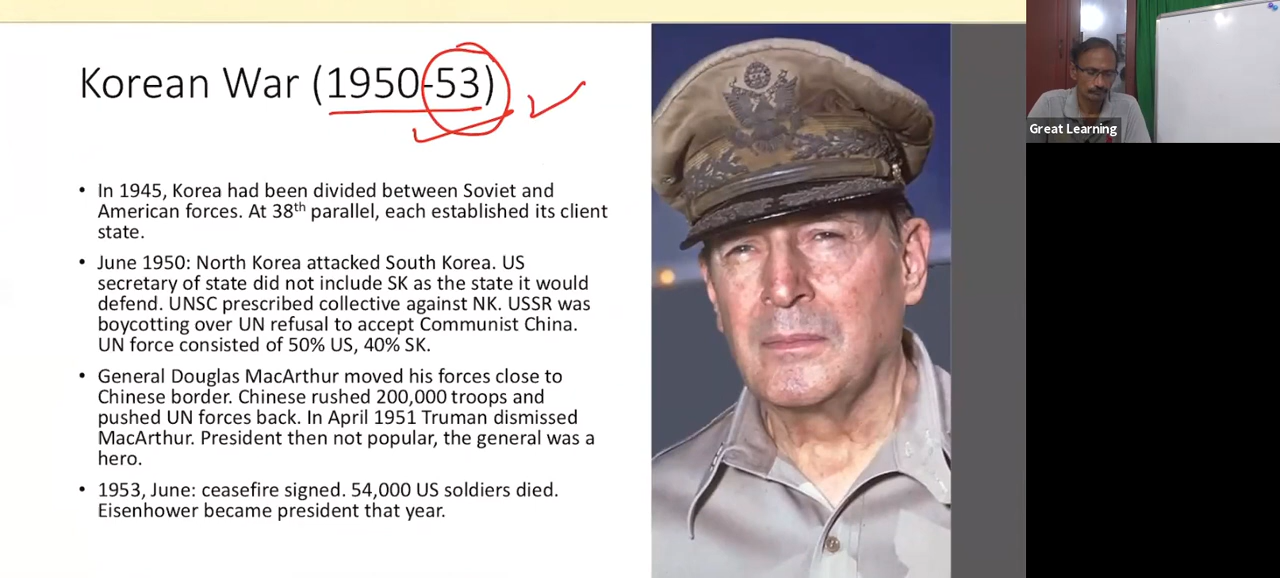 Korean War (1950-53)
• In 1945, Korea had been divided between Soviet and
American forces. At 38th parallel, each established its client
state.
• June 1950: North Korea attacked South Korea. US
secretary of state did not include SK as the state it would
defend. UNSC prescribed collective against NK. USSR was
boycotting over UN refusal to accept Communist China.
UN force consisted of 50% US, 40% SK.
• General Douglas MacArthur moved his forces close to
Chinese border. Chinese rushed 200,000 troops and
pushed UN forces back. In April 1951 Truman dismissed
MacArthur. President then not popular, the general was a
hero.
• 1953, June: ceasefire signed. 54,000 US soldiers died.
Eisenhower became president that year.
Great Learning